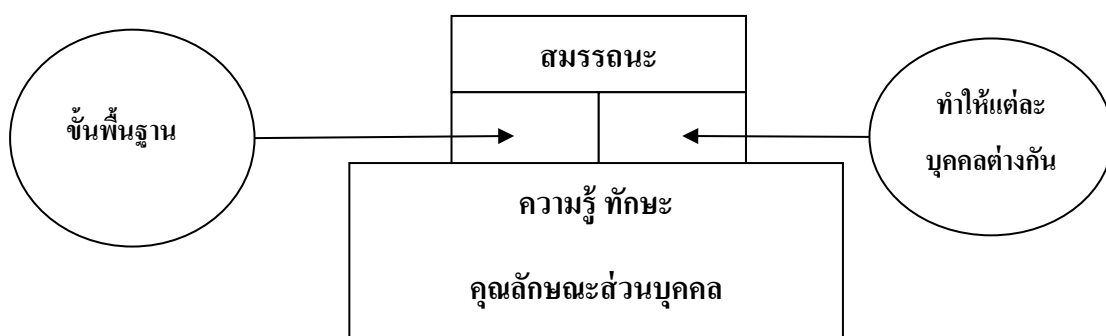 สมรรถนะ
ขั้นพื้นฐาน
ทำให้แต่ละ
บุคคลต่างกัน
ความรู้ ทักษะ
คุณลักษณะส่วนบุคคล